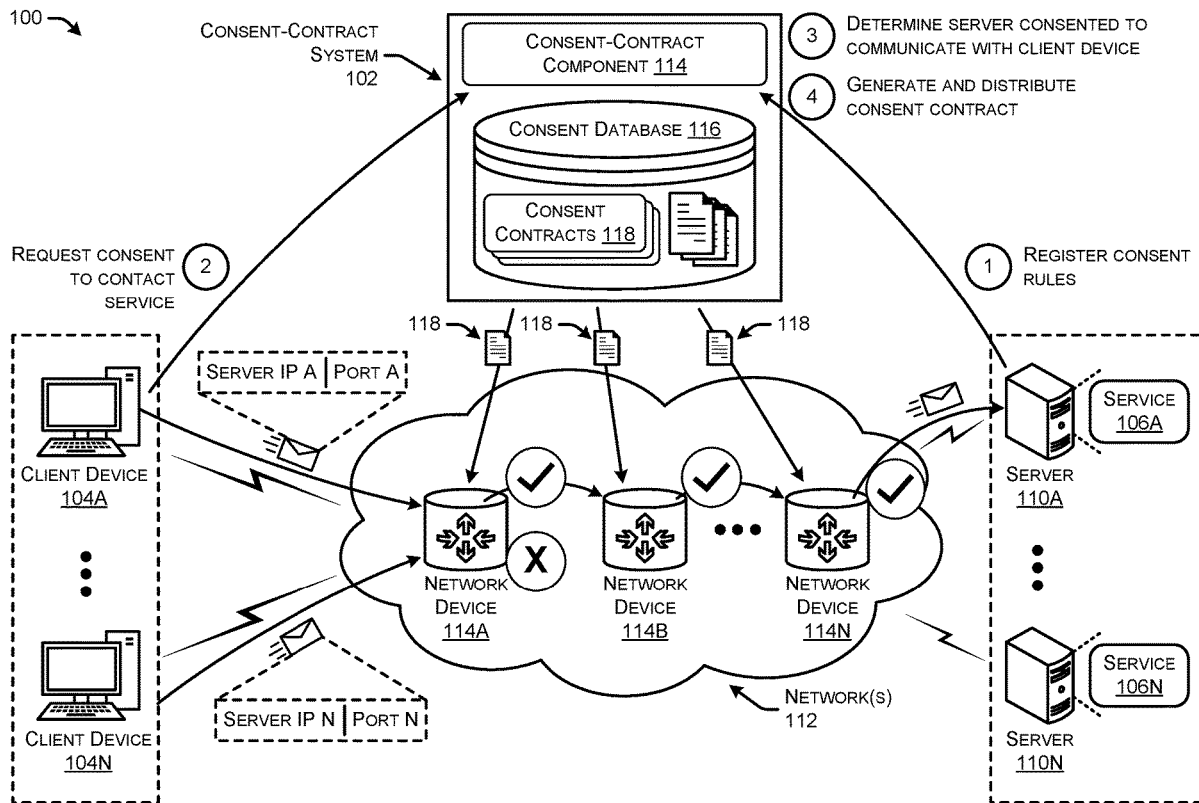 100
CONSENT-CONTRACT
SYSTEM
102
CONSENT-CONTRACT
COMPONENT 114
3
DETERMINE SERVER CONSENTED TO
COMMUNICATE WITH CLIENT DEVICE
4
GENERATE AND DISTRIBUTE
CONSENT CONTRACT
CONSENT DATABASE 116
CONSENT
CONTRACTS 118
REQUEST CONSENT
TO CONTACT
SERVICE
2
1
REGISTER CONSENT
RULES
118
118
118
SERVER IP A | PORT A
CLIENT DEVICE
104A
SERVICE
106A
SERVER
110A
X
NETWORK
DEVICE
114A
NETWORK
DEVICE
114B
NETWORK
DEVICE
114N
SERVER IP N | PORT N
CLIENT DEVICE
104N
NETWORK(S)
112
SERVICE
106N
SERVER
110N